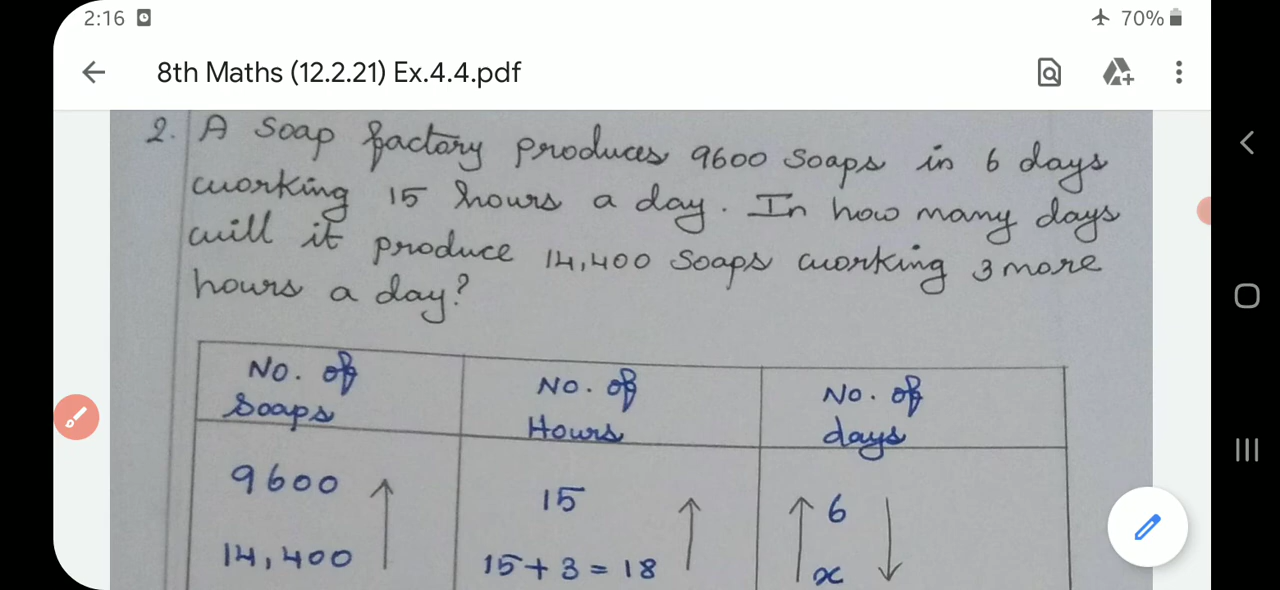 2:16
70%
8th Maths (12.2.21) Ex.4.4.pdf
2. A Soap factory produces 9600 Soaps in 6 days
working 15 hours a day. In how many days
will it produce 14,400 Soaps working 3 more
hours a day?
No. of Soaps No. of Hours No. of days
9600 15 6
14,400 15+3=18 x